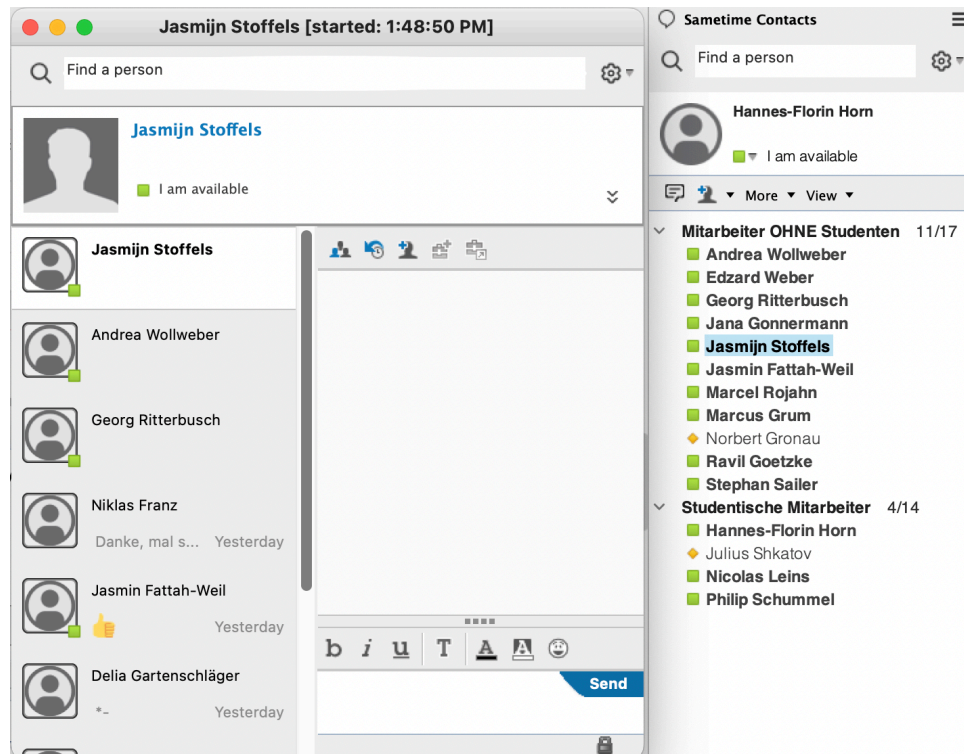 Jasmijn Stoffels [started: 1:48:50 PM]
Find a person
Jasmijn Stoffels
I am available
Jasmijn Stoffels
Andrea Wollweber
Georg Ritterbusch
Niklas Franz
Danke, mal s... Yesterday
Jasmin Fattah-Weil
Yesterday
Delia Gartenschläger
*- Yesterday
b i u T A A
Send
Sametime Contacts
Find a person
Hannes-Florin Horn
I am available
More View
Mitarbeiter OHNE Studenten 11/17
Andrea Wollweber
Edzard Weber
Georg Ritterbusch
Jana Gonnermann
Jasmijn Stoffels
Jasmin Fattah-Weil
Marcel Rojahn
Marcus Grum
Norbert Gronau
Ravil Goetzke
Stephan Sailer
Studentische Mitarbeiter 4/14
Hannes-Florin Horn
Julius Shkatov
Nicolas Leins
Philip Schummel